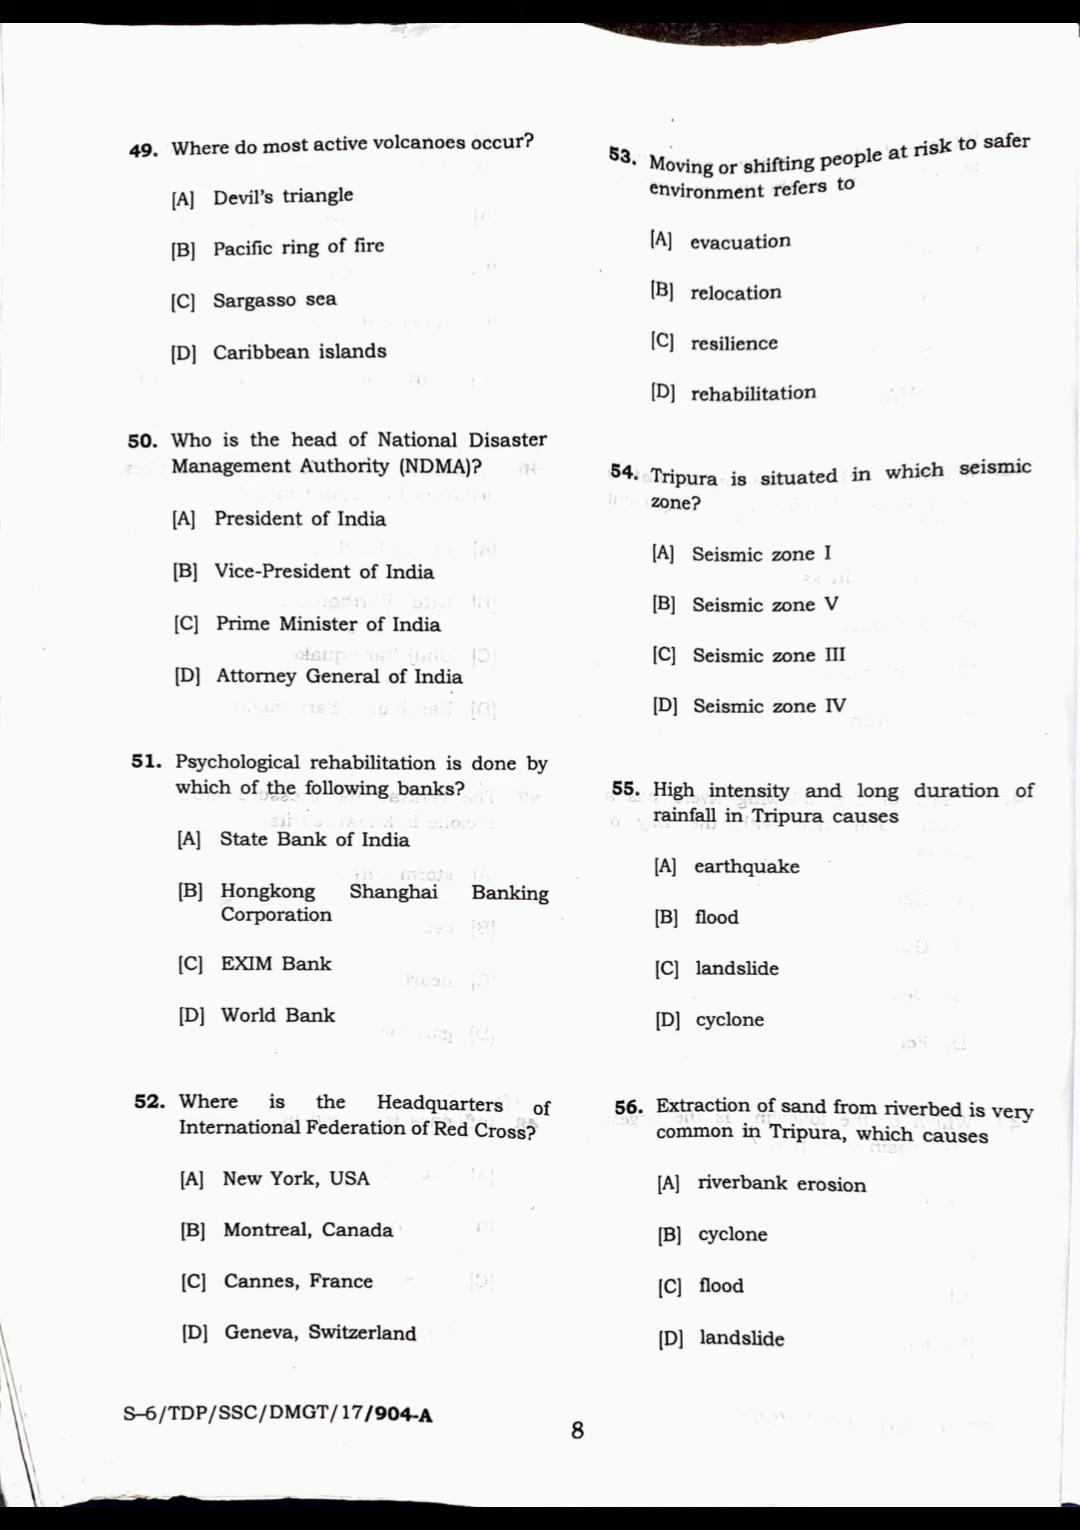 49. Where do most active volcanoes occur?
[A] Devil's triangle
[B] Pacific ring of fire
[C] Sargasso sea
[D] Caribbean islands
50. Who is the head of National Disaster
Management Authority (NDMA)?
[A] President of India
[B] Vice-President of India
[C] Prime Minister of India
[D] Attorney General of India
51. Psychological rehabilitation is done by
which of the following banks?
[A] State Bank of India
[B] Hongkong Shanghai Banking
Corporation
[C] EXIM Bank
[D] World Bank
52. Where is the Headquarters of
International Federation of Red Cross?
[A] New York, USA
[B] Montreal, Canada
[C] Cannes, France
[D] Geneva, Switzerland
53. Moving or shifting people at risk to safer
environment refers to
[A] evacuation
[B] relocation
[C] resilience
[D] rehabilitation
54. Tripura is situated in which seismic
zone?
[A] Seismic zone I
[B] Seismic zone V
[C] Seismic zone III
[D] Seismic zone IV
55. High intensity and long duration of
rainfall in Tripura causes
[A] earthquake
[B] flood
[C] landslide
[D] cyclone
56. Extraction of sand from riverbed is very
common in Tripura, which causes
[A] riverbank erosion
[B] cyclone
[C] flood
[D] landslide
S-6/TDP/SSC/DMGT/17/904-A
8